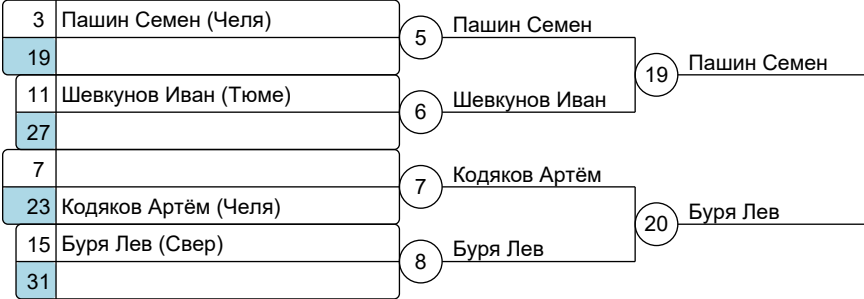 3 Пашин Семен (Челя)
19
5 Пашин Семен
11 Шевкунов Иван (Тюме)
27
6 Шевкунов Иван
19 Пашин Семен
7
23 Кодяков Артём (Челя)
7 Кодяков Артём
15 Буря Лев (Свер)
31
8 Буря Лев
20 Буря Лев